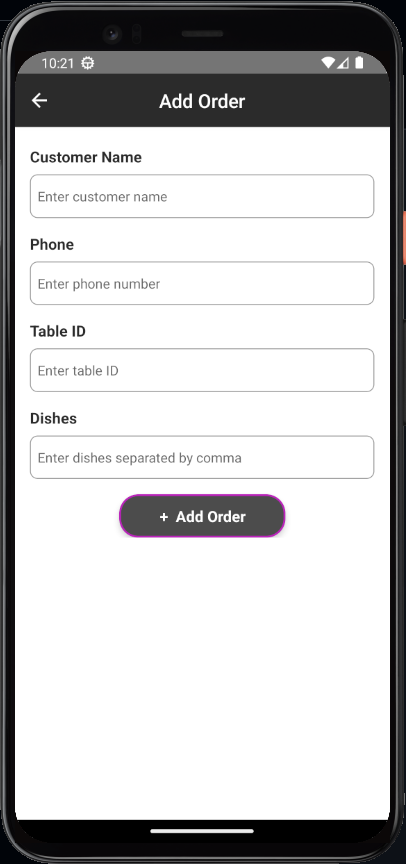 10:21
Add Order
Customer Name
Enter customer name
Phone
Enter phone number
Table ID
Enter table ID
Dishes
Enter dishes separated by comma
+ Add Order